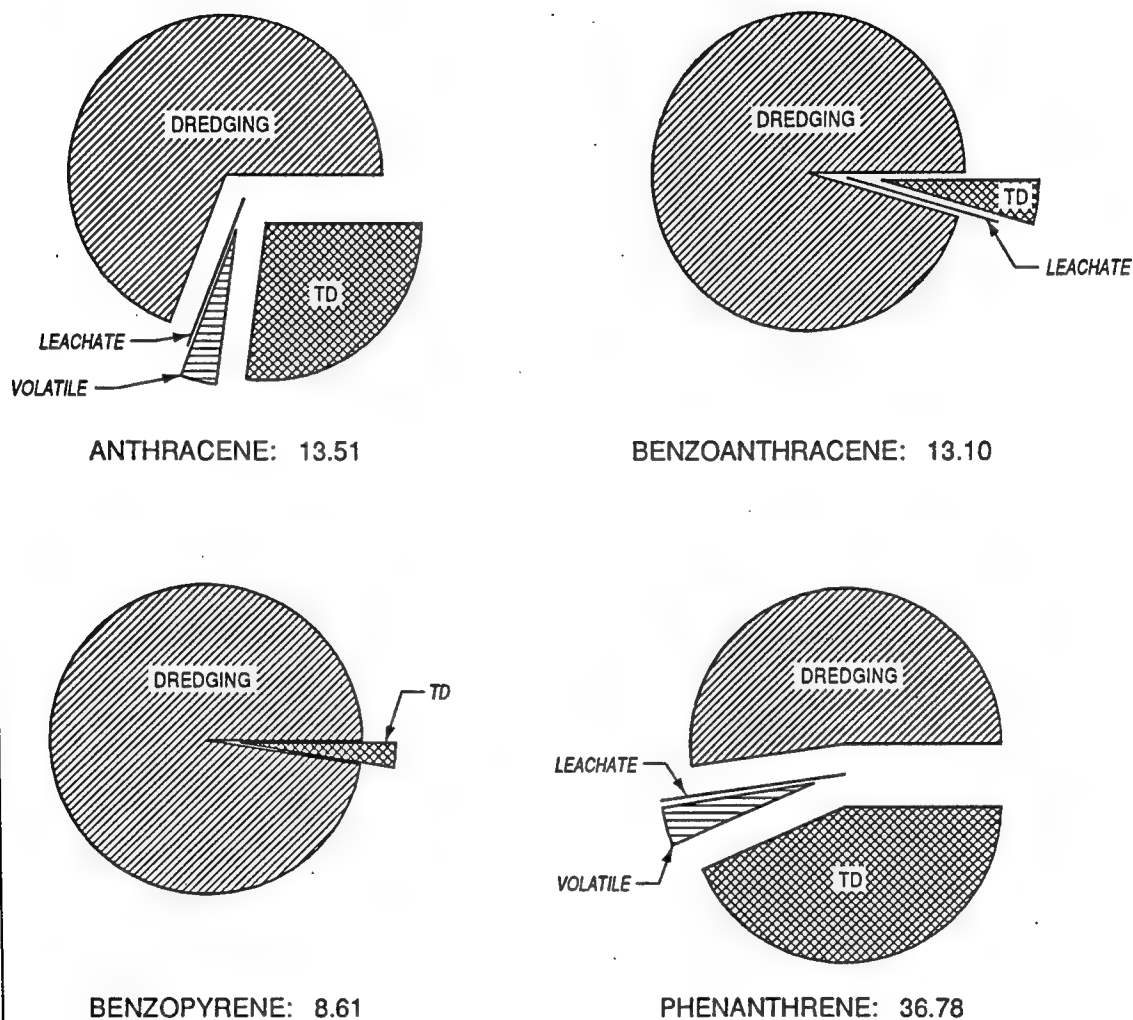 DREDGING
TD
LEACHATE
VOLATILE
ANTHRACENE: 13.51
DREDGING
TD
LEACHATE
BENZOANTHRACENE: 13.10
DREDGING
TD
BENZOPYRENE: 8.61
DREDGING
LEACHATE
VOLATILE
TD
PHENANTHRENE: 36.78